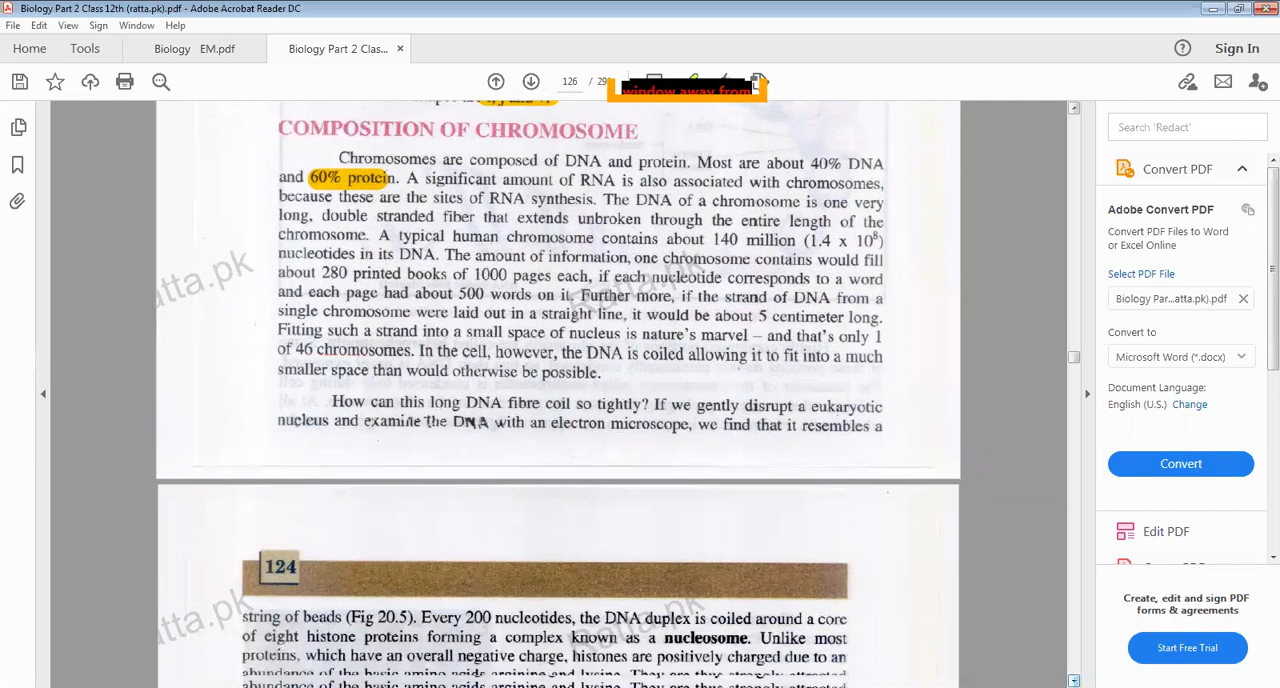 Biology Part 2 Class 12th (ratta.pk).pdf - Adobe Acrobat Reader DC
File Edit View Sign Window Help
Home Tools Biology EM.pdf Biology Part 2 Clas... × Sign In
126 / 29
window away from
COMPOSITION OF CHROMOSOME
Chromosomes are composed of DNA and protein. Most are about 40% DNA
and 60% protein. A significant amount of RNA is also associated with chromosomes,
because these are the sites of RNA synthesis. The DNA of a chromosome is one very
long, double stranded fiber that extends unbroken through the entire length of the
chromosome. A typical human chromosome contains about 140 million (1.4 x 10⁸)
nucleotides in its DNA. The amount of information, one chromosome contains would fill
about 280 printed books of 1000 pages each, if each nucleotide corresponds to a word
and each page had about 500 words on it. Further more, if the strand of DNA from a
single chromosome were laid out in a straight line, it would be about 5 centimeter long.
Fitting such a strand into a small space of nucleus is nature's marvel – and that's only 1
of 46 chromosomes. In the cell, however, the DNA is coiled allowing it to fit into a much
smaller space than would otherwise be possible.
How can this long DNA fibre coil so tightly? If we gently disrupt a eukaryotic
nucleus and examine the DNA with an electron microscope, we find that it resembles a
124
string of beads (Fig 20.5). Every 200 nucleotides, the DNA duplex is coiled around a core
of eight histone proteins forming a complex known as a nucleosome. Unlike most
proteins, which have an overall negative charge, histones are positively charged due to an
abundance of the basic amino acids arginine and lysine. They are thus strongly attracted
atta.pk
Ratta.pk
atta.pk
Ratta.pk
Search 'Redact'
Convert PDF
Adobe Convert PDF
Convert PDF Files to Word
or Excel Online
Select PDF File
Biology Par...atta.pk).pdf
Convert to
Microsoft Word (*.docx)
Document Language:
English (U.S.) Change
Convert
Edit PDF
Create, edit and sign PDF
forms & agreements
Start Free Trial